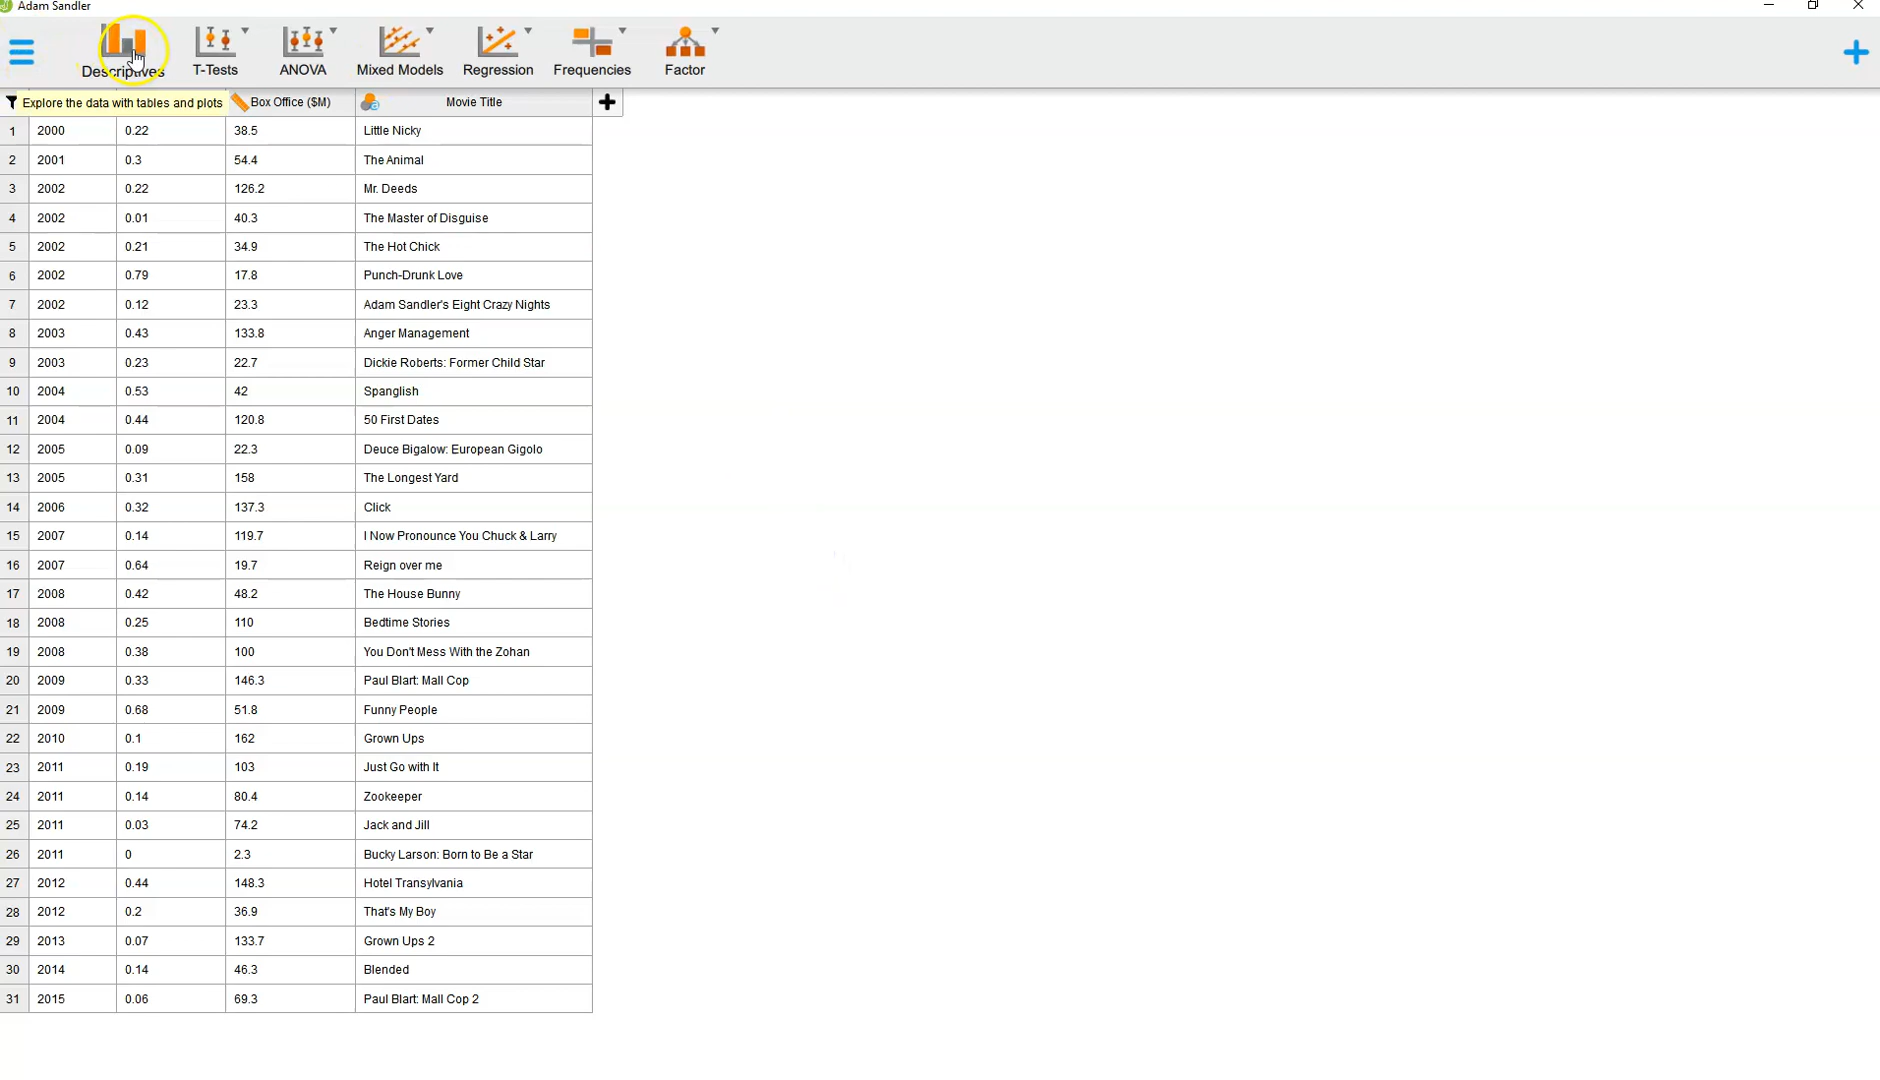 Adam Sandler
Descriptives T-Tests ANOVA Mixed Models Regression Frequencies Factor
Explore the data with tables and plots Box Office ($M) Movie Title
1 2000 0.22 38.5 Little Nicky
2 2001 0.3 54.4 The Animal
3 2002 0.22 126.2 Mr. Deeds
4 2002 0.01 40.3 The Master of Disguise
5 2002 0.21 34.9 The Hot Chick
6 2002 0.79 17.8 Punch-Drunk Love
7 2002 0.12 23.3 Adam Sandler's Eight Crazy Nights
8 2003 0.43 133.8 Anger Management
9 2003 0.23 22.7 Dickie Roberts: Former Child Star
10 2004 0.53 42 Spanglish
11 2004 0.44 120.8 50 First Dates
12 2005 0.09 22.3 Deuce Bigalow: European Gigolo
13 2005 0.31 158 The Longest Yard
14 2006 0.32 137.3 Click
15 2007 0.14 119.7 I Now Pronounce You Chuck & Larry
16 2007 0.64 19.7 Reign over me
17 2008 0.42 48.2 The House Bunny
18 2008 0.25 110 Bedtime Stories
19 2008 0.38 100 You Don't Mess With the Zohan
20 2009 0.33 146.3 Paul Blart: Mall Cop
21 2009 0.68 51.8 Funny People
22 2010 0.1 162 Grown Ups
23 2011 0.19 103 Just Go with It
24 2011 0.14 80.4 Zookeeper
25 2011 0.03 74.2 Jack and Jill
26 2011 0 2.3 Bucky Larson: Born to Be a Star
27 2012 0.44 148.3 Hotel Transylvania
28 2012 0.2 36.9 That's My Boy
29 2013 0.07 133.7 Grown Ups 2
30 2014 0.14 46.3 Blended
31 2015 0.06 69.3 Paul Blart: Mall Cop 2